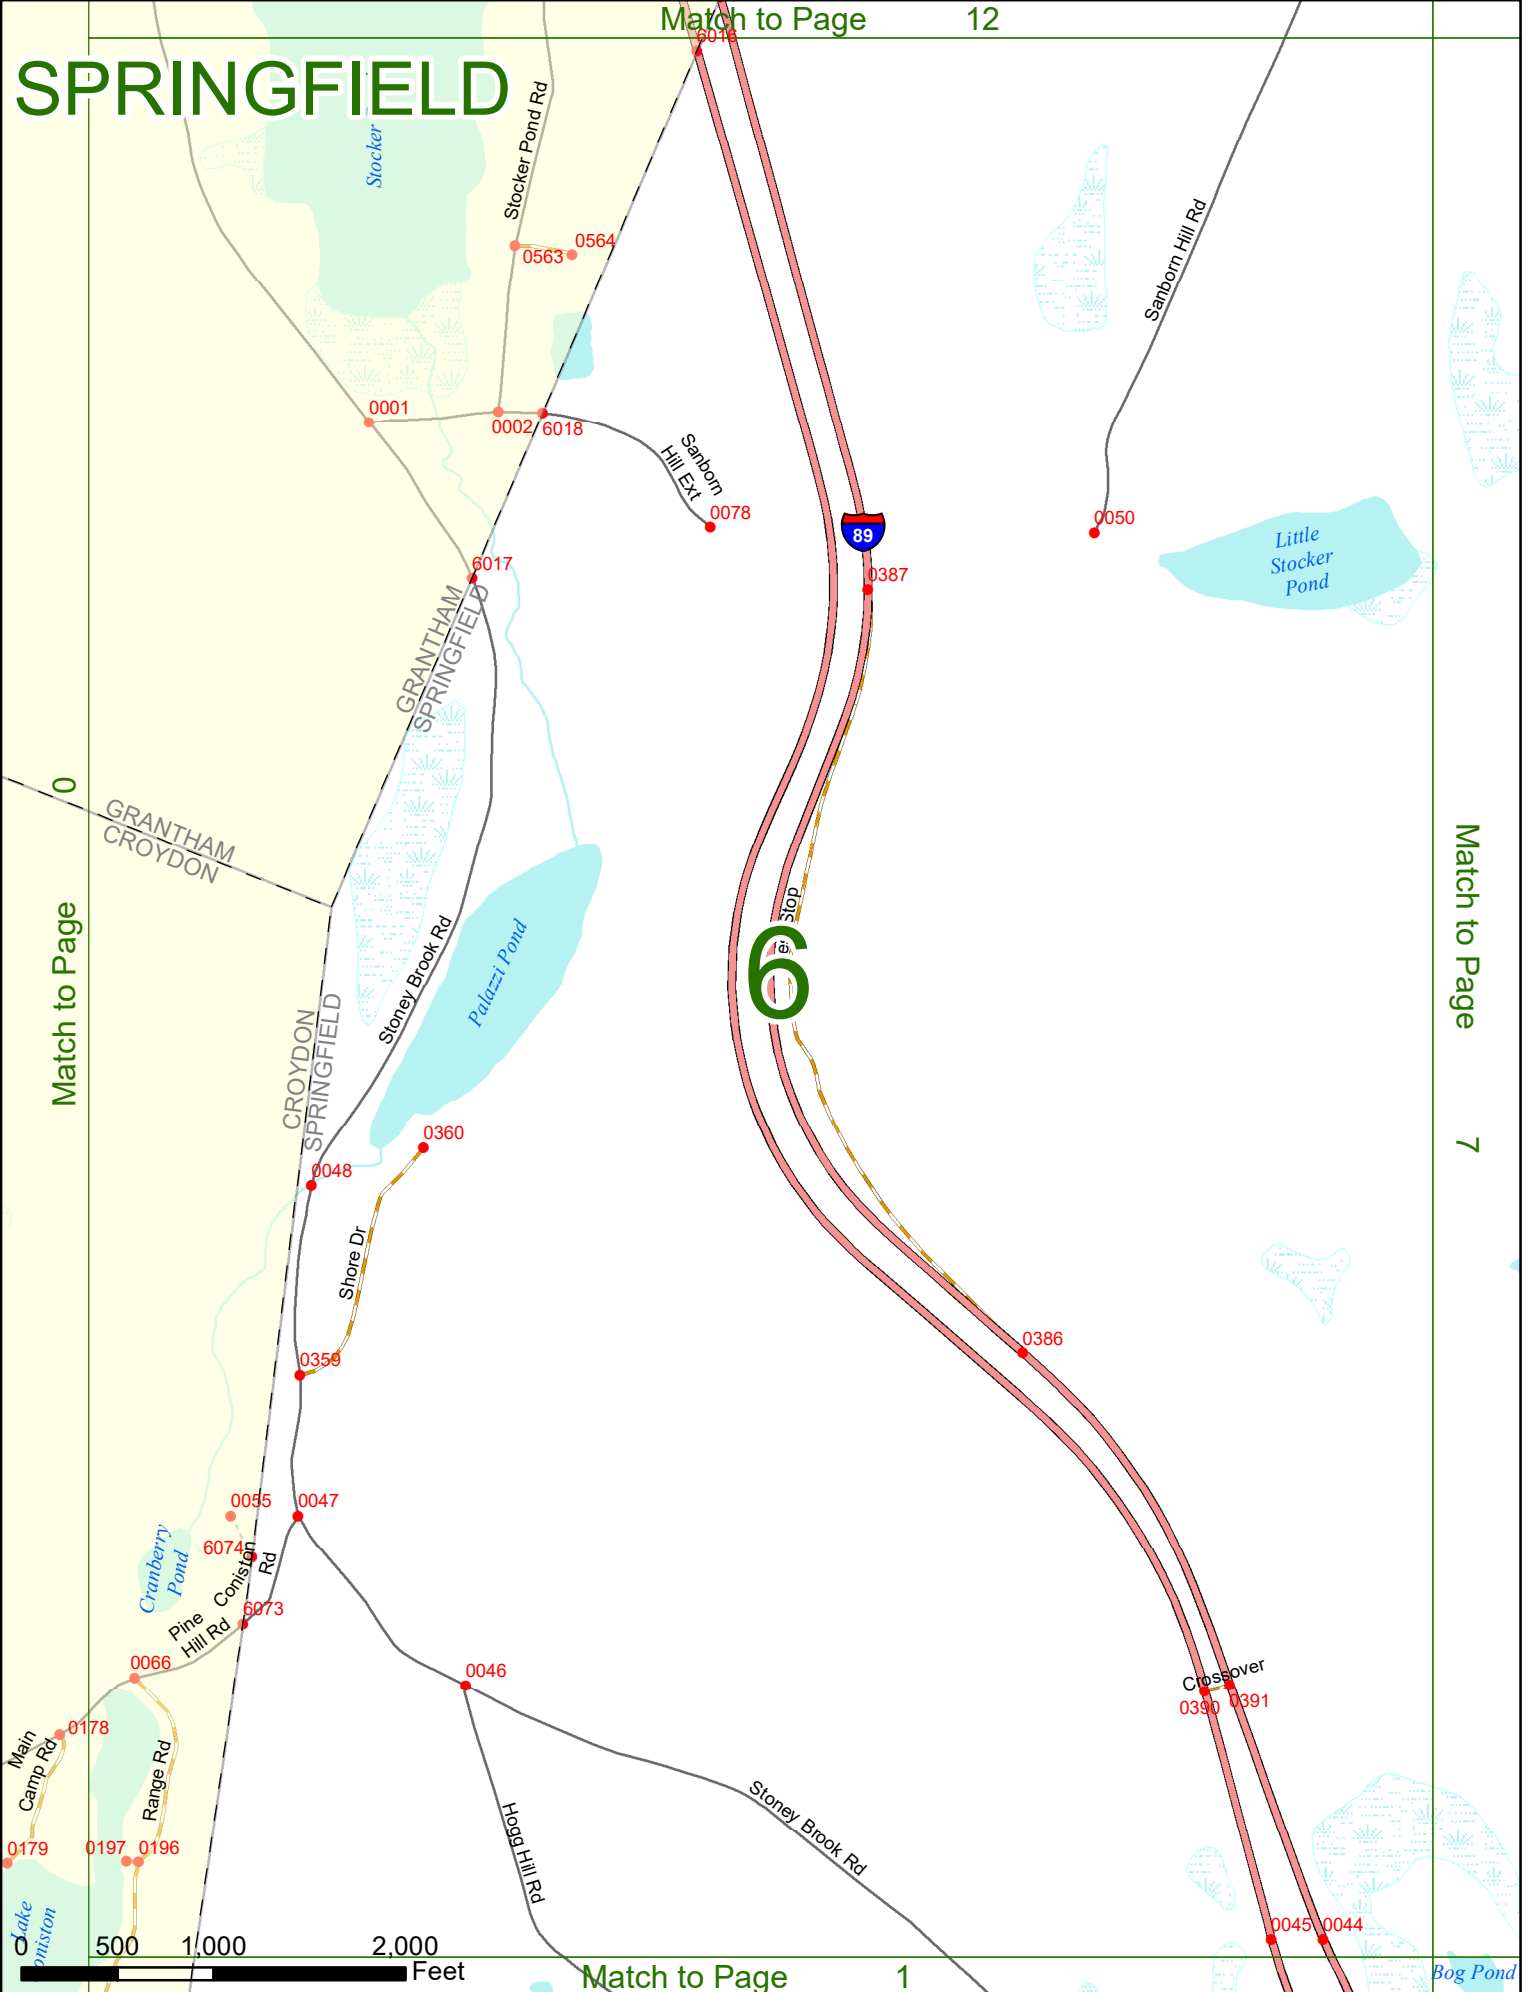 Match to Page 12
6016
SPRINGFIELD
Stocker
Stocker Pond Rd
0563
0564
Sanborn Hill Rd
0001
0002
6018
Sanborn
Hill Ext
0078
89
0387
0050
Little
Stocker
Pond
6017
GRANTHAM
SPRINGFIELD
GRANTHAM
CROYDON
Match to Page 0
Match to Page 7
Stop
6
Stoney Brook Rd
Palazzi Pond
CROYDON
SPRINGFIELD
0360
0048
Shore Dr
0359
0386
0055
0047
6074
Coniston
Rd
Cranberry
Pond
6073
Pine
Hill Rd
0066
0046
Crossover
0390
0391
0178
Main
Camp Rd
Range Rd
Hogg Hill Rd
Stoney Brook Rd
0179
0197
0196
Lake
oniston
0045
0044
0 500 1,000 2,000
Feet
Match to Page 1
Bog Pond